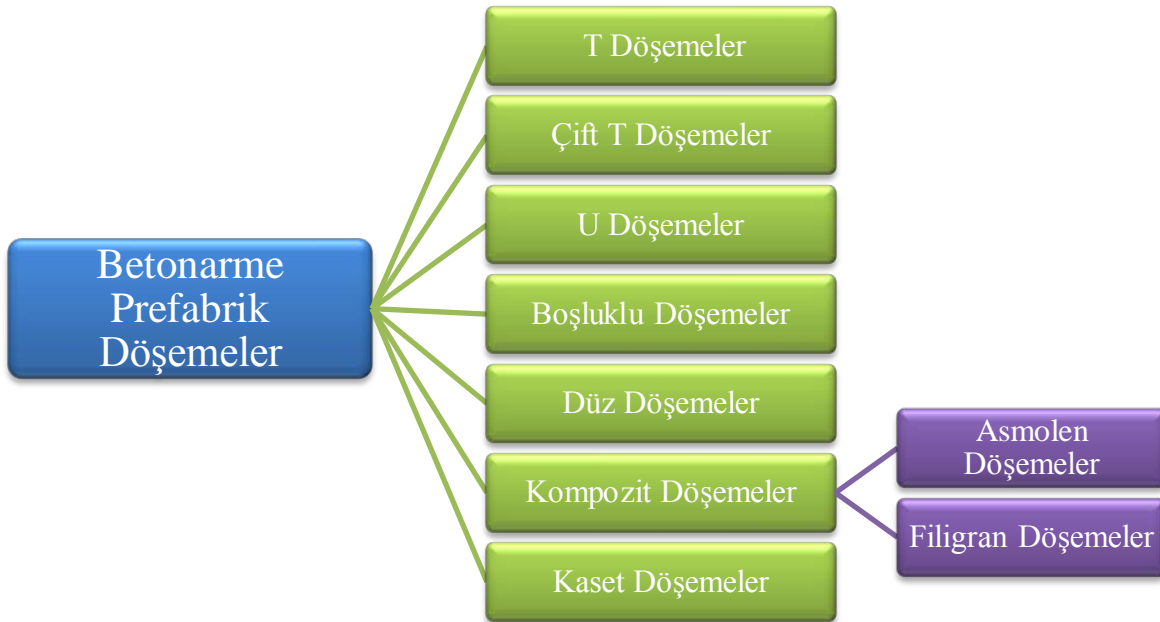 Betonarme
Prefabrik
Döşemeler
T Döşemeler
Çift T Döşemeler
U Döşemeler
Boşluklu Döşemeler
Düz Döşemeler
Kompozit Döşemeler
Kaset Döşemeler
Asmolen
Döşemeler
Filigran Döşemeler